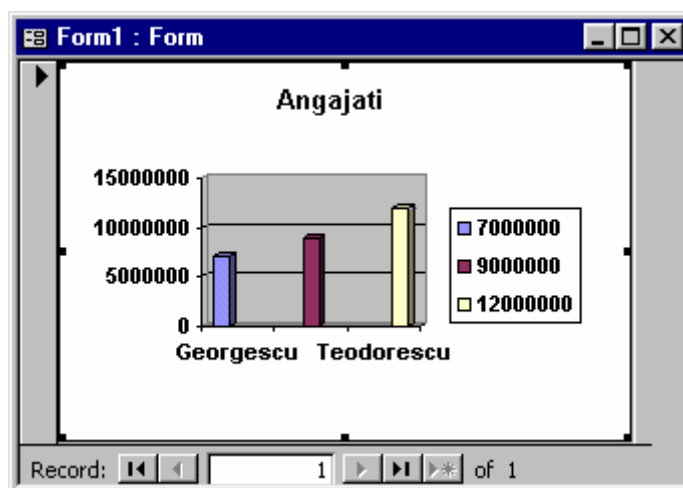 Form1 : Form
Angajati
15000000
10000000
5000000
0
Georgescu Teodorescu
7000000
9000000
12000000
Record: 1 of 1